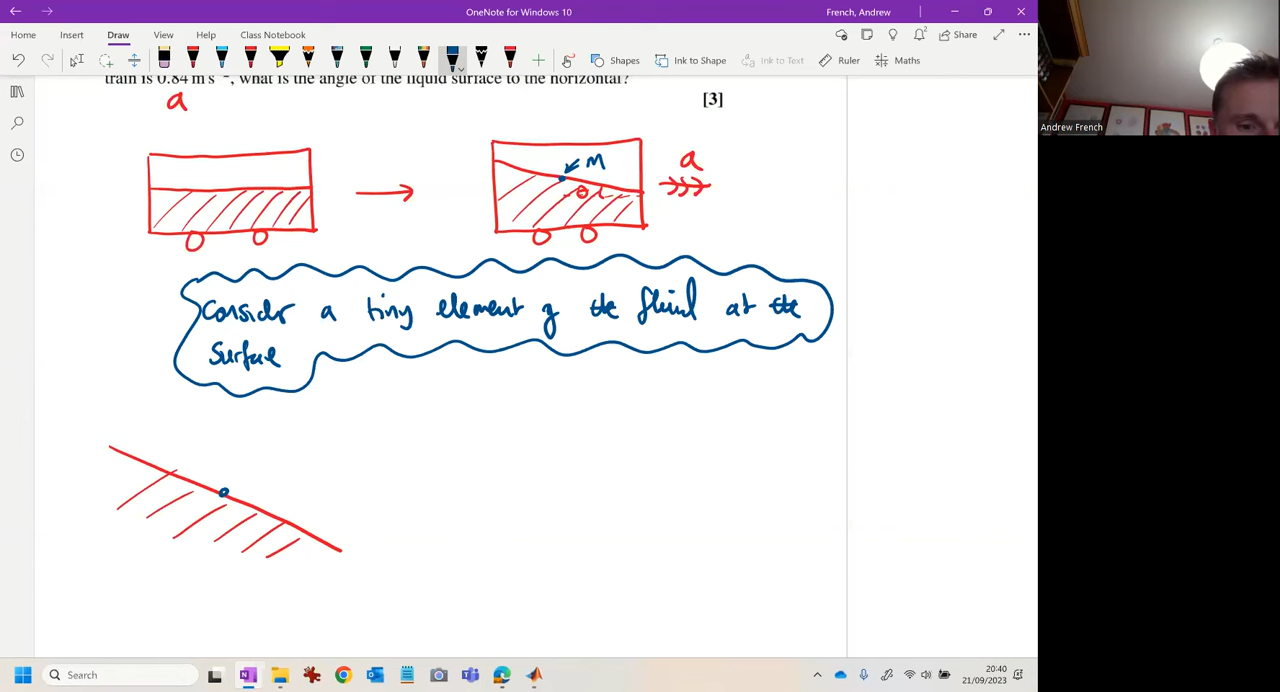 OneNote for Windows 10
French, Andrew
Home Insert Draw View Help Class Notebook
Share
Shapes Ink to Shape Ink to Text Ruler Maths
train is 0.84 m s⁻², what is the angle of the liquid surface to the horizontal?
[3]
a
M
a
θ
Consider a tiny element of the fluid at the
surface
Andrew French
Search
20:40
21/09/2023